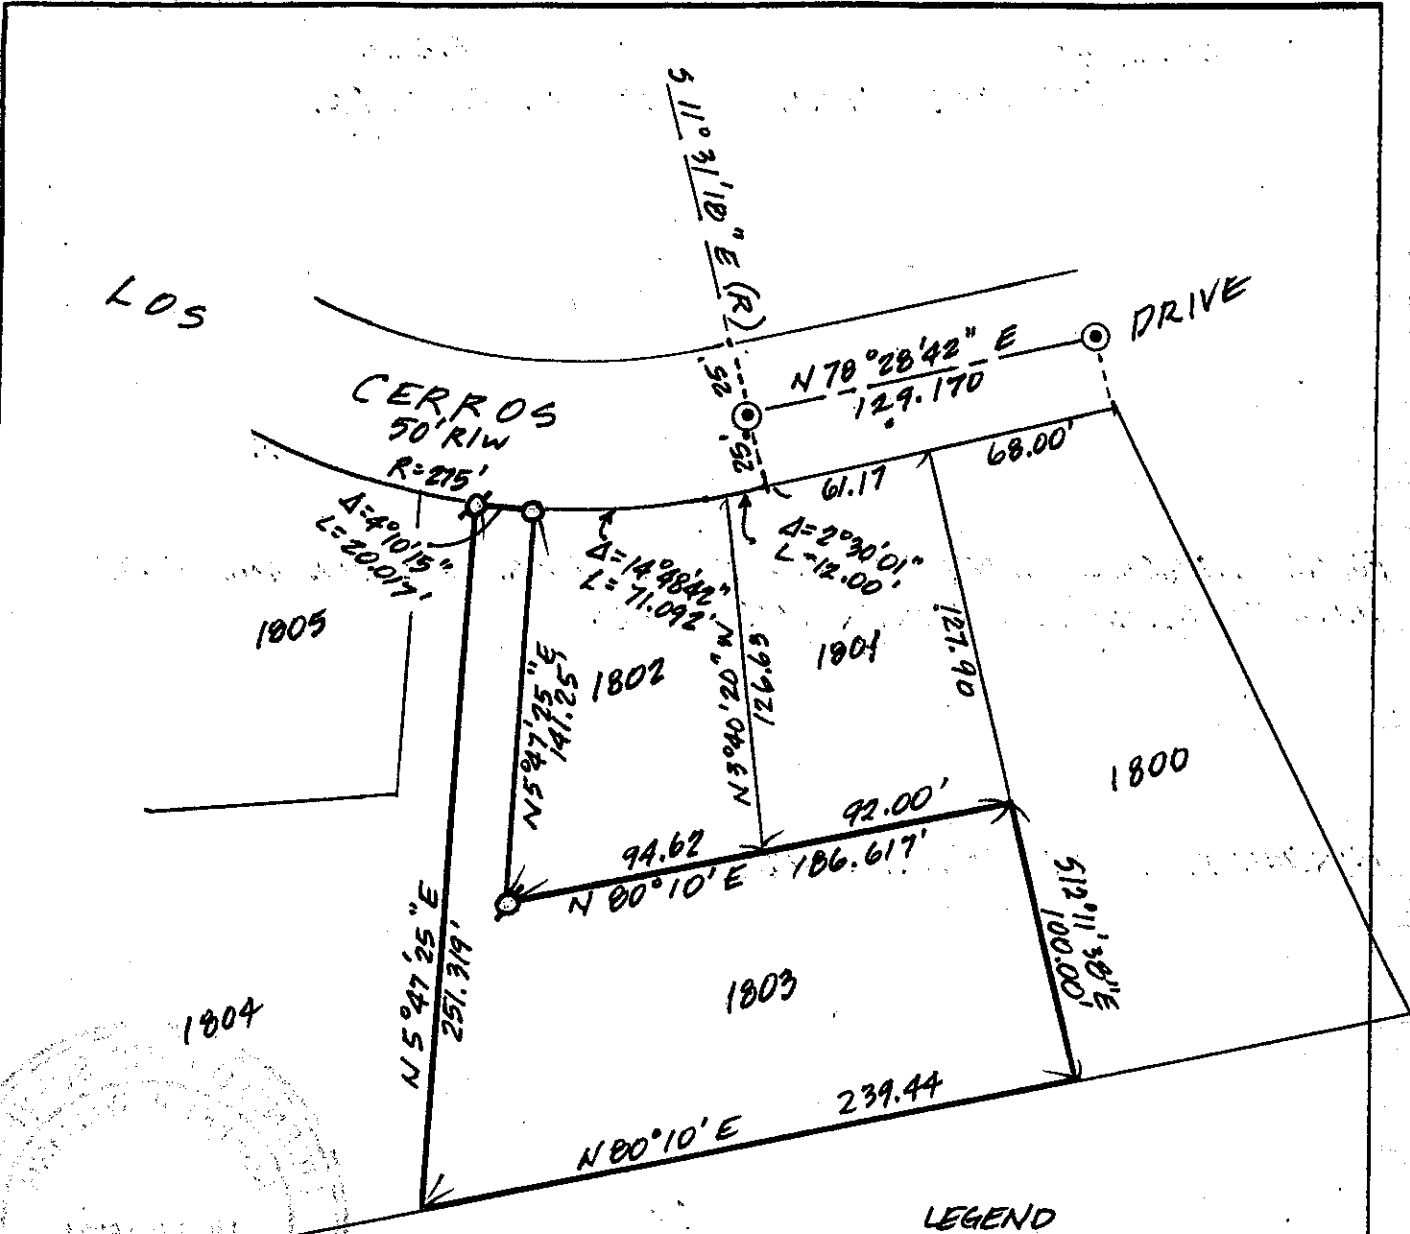 S 11° 31' 18" E (R)
LOS
CERROS
DRIVE
50' R/W
R=275'
25'
25'
N 78° 28' 42" E
129.170
61.17
68.00'
Δ=4°10'15"
L=20.017'
Δ=14°48'42"
L=71.092'
Δ=2°30'01"
L=12.00'
1805
1802
1801
1800
N 5°47'25" E
141.25'
N 3°40'20" W
126.63
127.90
94.62
92.00'
N 80°10' E
186.617'
S 12°11'38" E
100.00'
N 5°47'25" E
251.319'
1804
1803
N 80°10' E
239.44
LEGEND